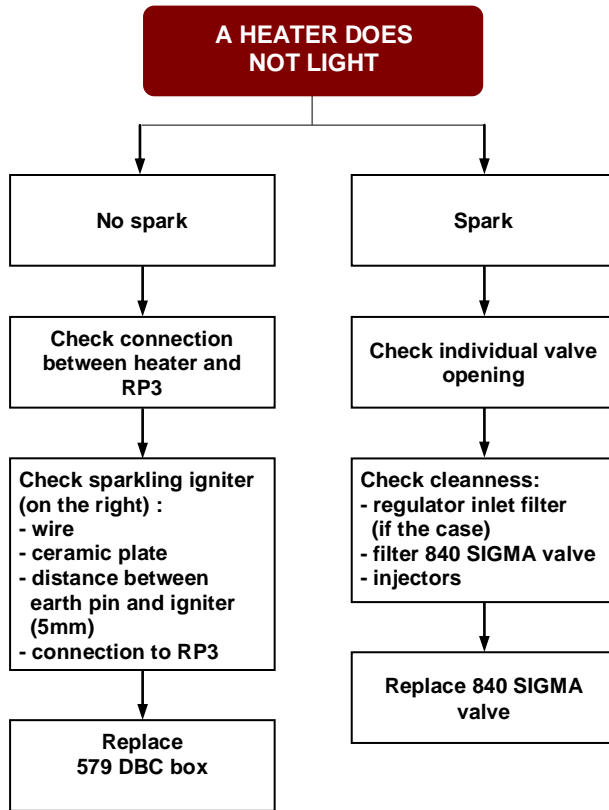 A HEATER DOES
NOT LIGHT
No spark
Check connection
between heater and
RP3
Check sparkling igniter
(on the right) :
- wire
- ceramic plate
- distance between
earth pin and igniter
(5mm)
- connection to RP3
Replace
579 DBC box
Spark
Check individual valve
opening
Check cleanness:
- regulator inlet filter
(if the case)
- filter 840 SIGMA valve
- injectors
Replace 840 SIGMA
valve